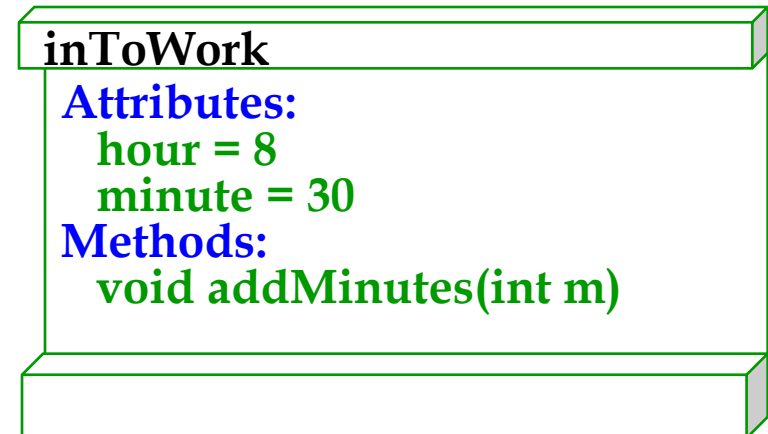 inToWork
Attributes:
hour = 8
minute = 30
Methods:
void addMinutes(int m)